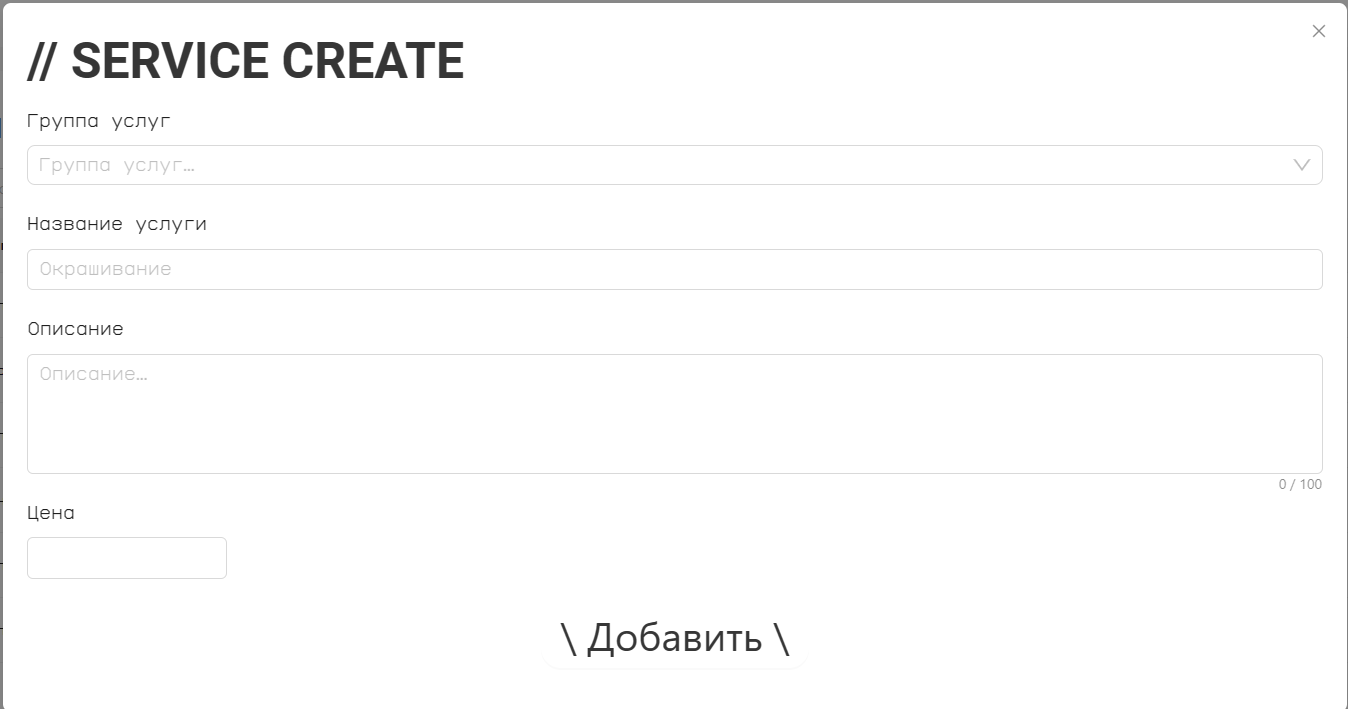 // SERVICE CREATE
Группа услуг
Группа услуг…
Название услуги
Окрашивание
Описание
Описание…
0 / 100
Цена
\ Добавить \